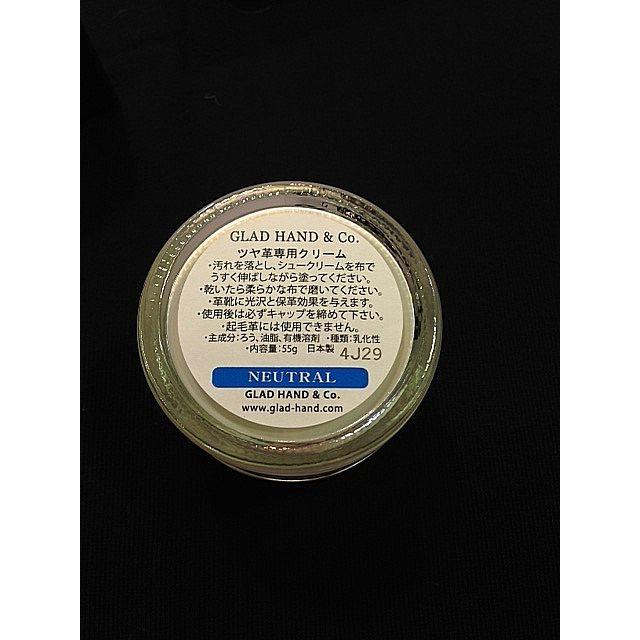 GLAD HAND & Co.
ツヤ革専用クリーム
・汚れを落とし、シュークリームを布で
うすく伸ばしながら塗ってください。
・乾いたら柔らかな布で磨いてください。
・革靴に光沢と保革効果を与えます。
・使用後は必ずキャップを締めて下さい。
・起毛革には使用できません。
・主成分：ろう、油脂、有機溶剤 ・種類：乳化性
・内容量：55g 日本製 4J29
NEUTRAL
GLAD HAND & Co.
www.glad-hand.com